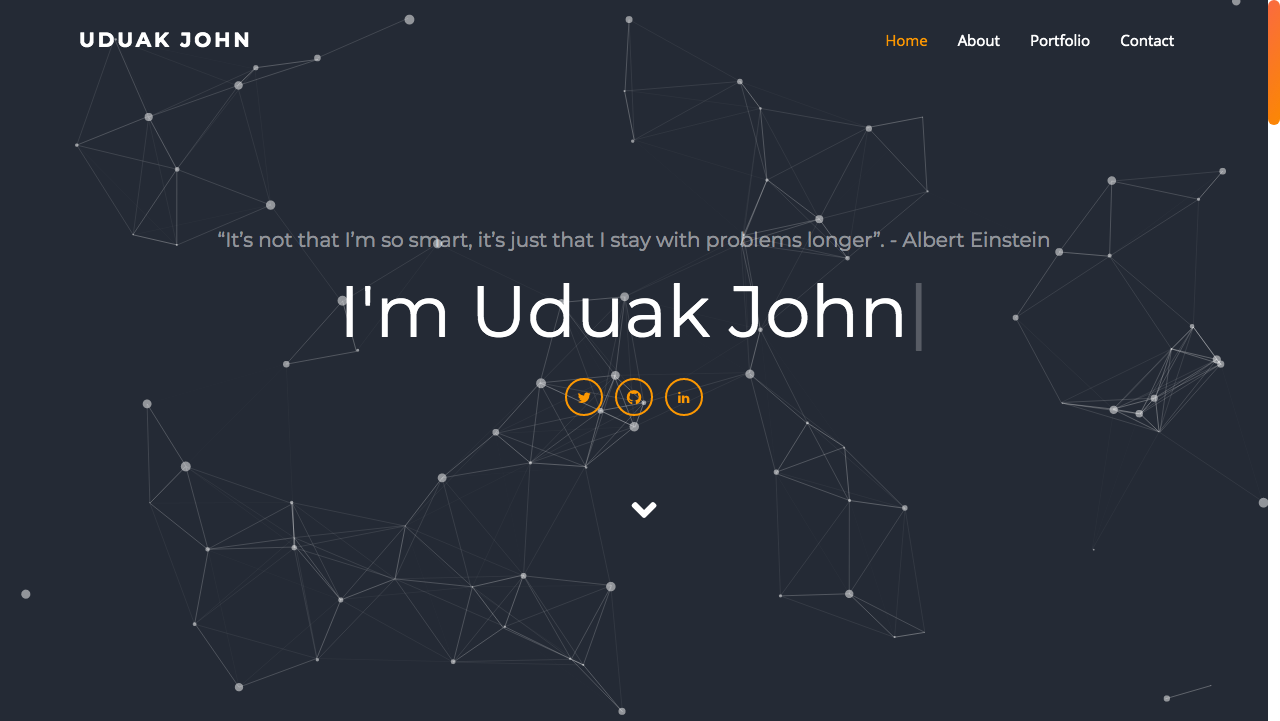 UDUAK JOHN
Home About Portfolio Contact
“It’s not that I’m so smart, it’s just that I stay with problems longer”. - Albert Einstein
I'm Uduak John|